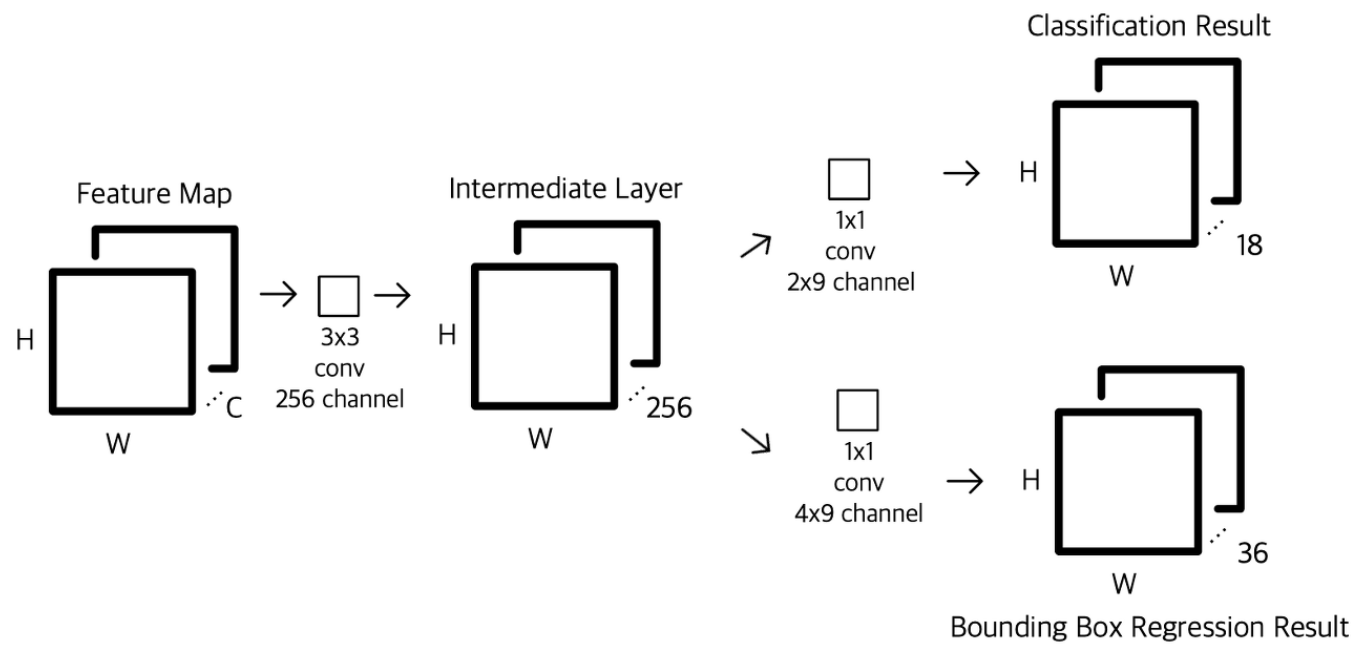 Feature Map
H
W
C
3x3
conv
256 channel
Intermediate Layer
H
W
256
1x1
conv
2x9 channel
Classification Result
H
W
18
1x1
conv
4x9 channel
H
W
36
Bounding Box Regression Result